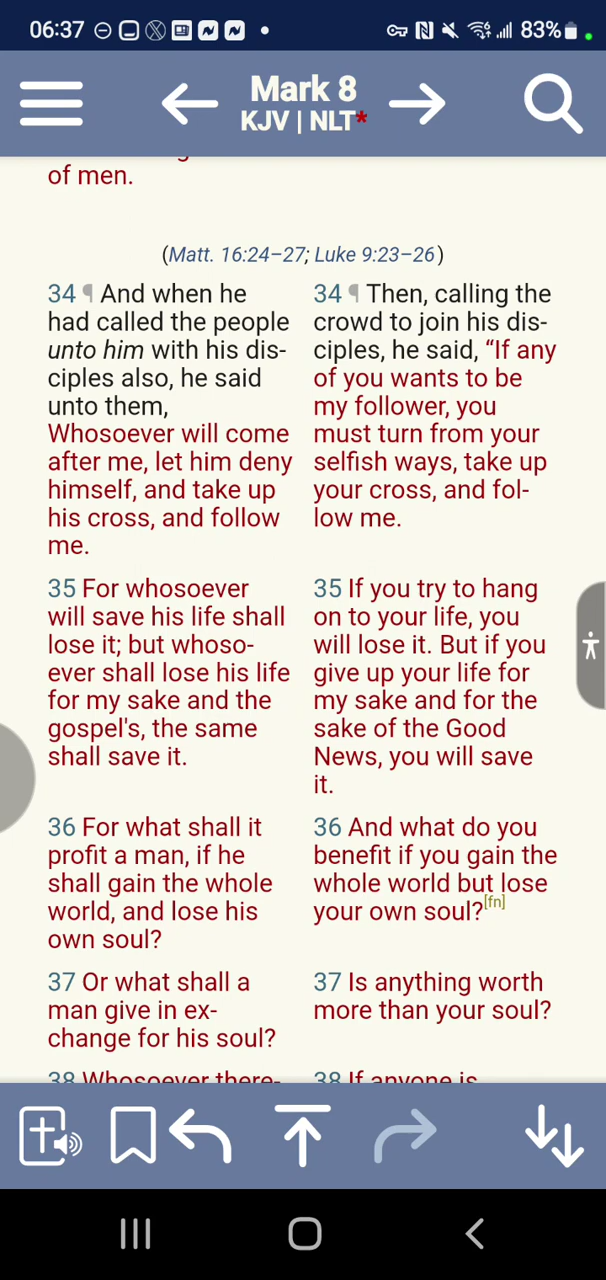 06:37
83%
Mark 8
KJV | NLT*
of men.
(Matt. 16:24–27; Luke 9:23–26)
34 ¶ And when he
had called the people
unto him with his dis-
ciples also, he said
unto them,
Whosoever will come
after me, let him deny
himself, and take up
his cross, and follow
me.
35 For whosoever
will save his life shall
lose it; but whoso-
ever shall lose his life
for my sake and the
gospel's, the same
shall save it.
36 For what shall it
profit a man, if he
shall gain the whole
world, and lose his
own soul?
37 Or what shall a
man give in ex-
change for his soul?
38 Whosoever there-
34 ¶ Then, calling the
crowd to join his dis-
ciples, he said, “If any
of you wants to be
my follower, you
must turn from your
selfish ways, take up
your cross, and fol-
low me.
35 If you try to hang
on to your life, you
will lose it. But if you
give up your life for
my sake and for the
sake of the Good
News, you will save
it.
36 And what do you
benefit if you gain the
whole world but lose
your own soul?[fn]
37 Is anything worth
more than your soul?
38 If anyone is